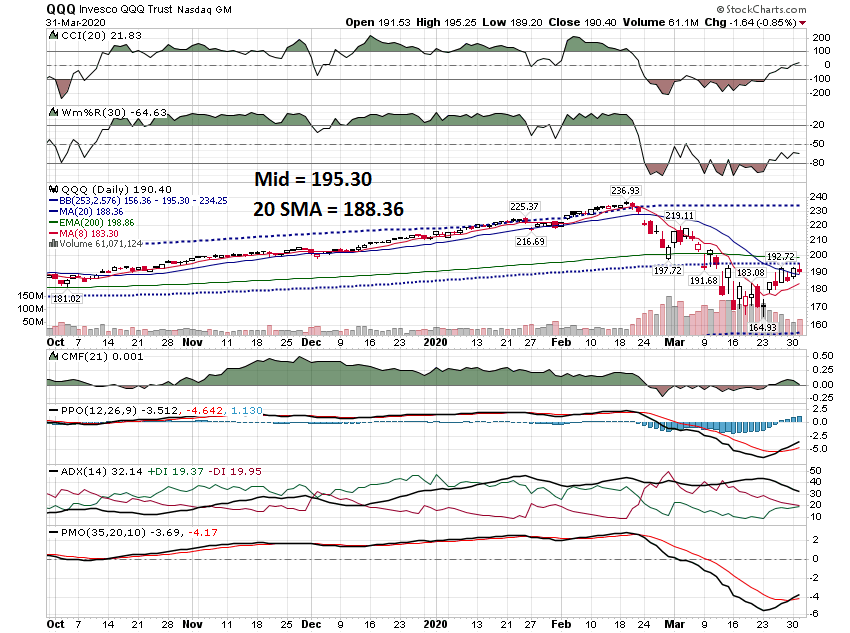 QQQ Invesco QQQ Trust Nasdaq GM © StockCharts.com
31-Mar-2020 Open 191.53 High 195.25 Low 189.20 Close 190.40 Volume 61.1M Chg -1.64 (-0.85%)
CCI(20) 21.83
200
100
0
-100
-200
Wm%R(30) -64.63
-20
-50
-80
Mid = 195.30
20 SMA = 188.36
QQQ (Daily) 190.40
BB(253,2.576) 156.36 - 195.30 - 234.25
MA(20) 188.36
EMA(200) 198.86
MA(8) 183.30
Volume 61,071,124
236.93
225.37
219.11
216.69
197.72
192.72
191.68
183.08
181.02
164.93
240
230
220
210
200
190
180
170
160
150M
100M
50M
Oct 7 14 21 28 Nov 11 18 25 Dec 9 16 23 2020 13 21 27 Feb 10 18 24 Mar 9 16 23 30
CMF(21) 0.001
0.50
0.25
0.00
-0.25
PPO(12,26,9) -3.512, -4.642, 1.130
2.5
0.0
-2.5
-5.0
ADX(14) 32.14 +DI 19.37 -DI 19.95
50
40
30
20
10
PMO(35,20,10) -3.69, -4.17
2
0
-2
-4
-6
Oct 7 14 21 28 Nov 11 18 25 Dec 9 16 23 2020 13 21 27 Feb 10 18 24 Mar 9 16 23 30